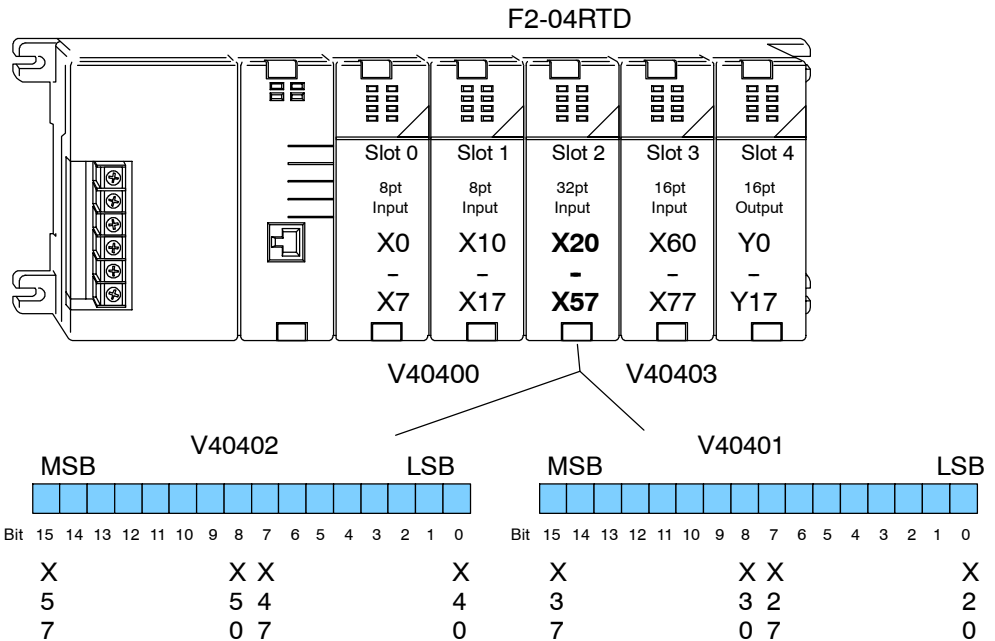 F2-04RTD
Slot 0 Slot 1 Slot 2 Slot 3 Slot 4
8pt 8pt 32pt 16pt 16pt
Input Input Input Input Output
X0 X10 X20 X60 Y0
– – – – –
X7 X17 X57 X77 Y17
V40400 V40403
V40402 V40401
MSB LSB MSB LSB
Bit 15 14 13 12 11 10 9 8 7 6 5 4 3 2 1 0 Bit 15 14 13 12 11 10 9 8 7 6 5 4 3 2 1 0
X X X X X X X X
5 5 4 4 3 3 2 2
7 0 7 0 7 0 7 0